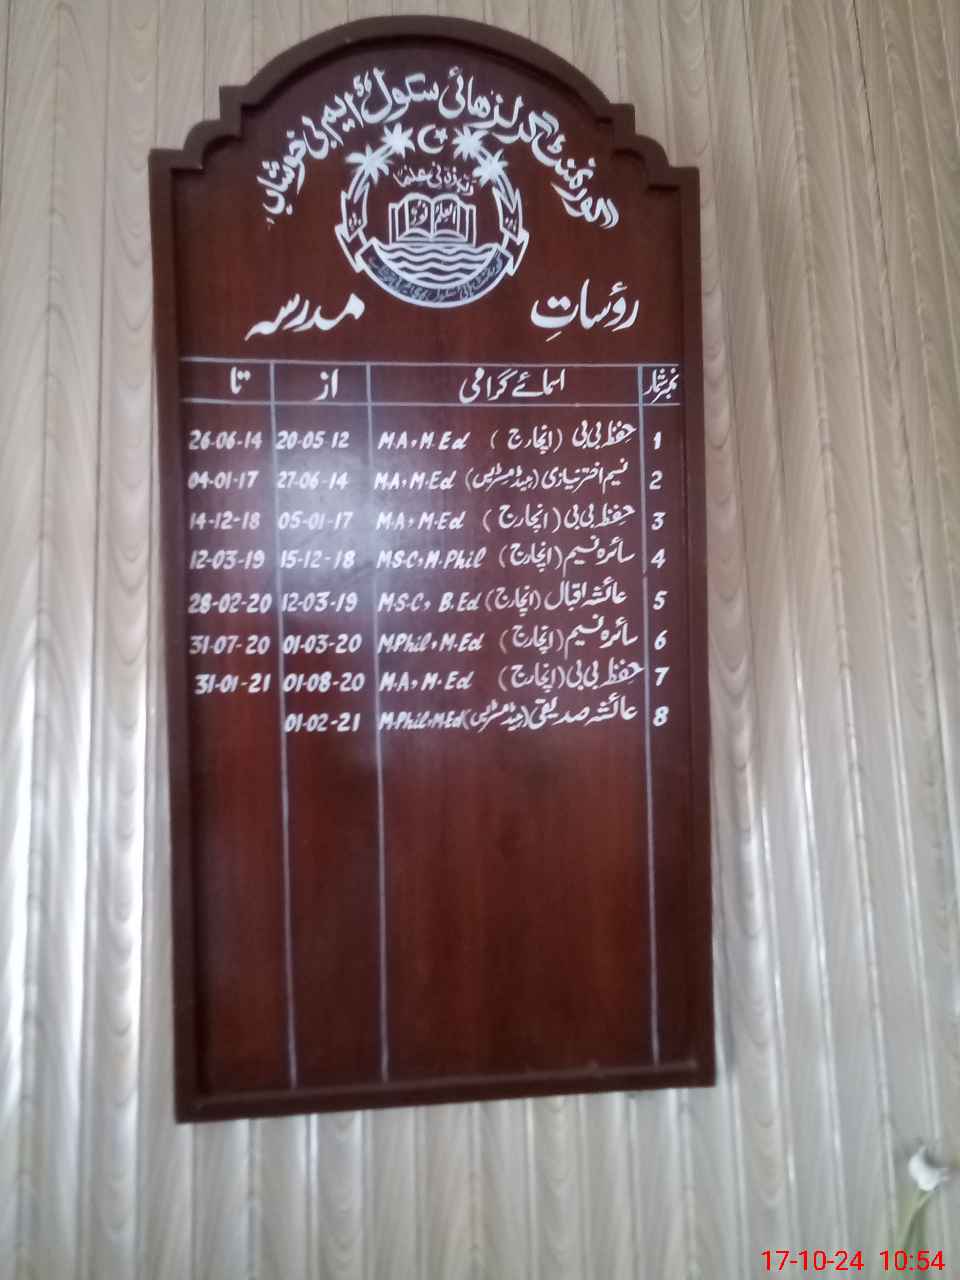 گورنمنٹ گرلز ھائی سکول "ایم بی خوشاب"
رَبِّ زِدْنِی عِلْمًا
العلم نور
رؤسات مدرسہ
نمبر شمار اسمائے گرامی از تا
1 حفظ بی بی (انچارج) M.A, M.Ed 20-05-12 26-06-14
2 نسیم اختر نیازی (ہیڈ مسٹریس) M.A, M.Ed 27-06-14 04-01-17
3 حفظ بی بی (انچارج) M.A, M.Ed 05-01-17 14-12-18
4 سائرہ نسیم (انچارج) M.S.C, M.Phil 15-12-18 12-03-19
5 عائشہ اقبال (انچارج) M.S.C, B.Ed 12-03-19 28-02-20
6 سائرہ نسیم (انچارج) M.Phil, M.Ed 01-03-20 31-07-20
7 حفظ بی بی (انچارج) M.A, M.Ed 01-08-20 31-01-21
8 عائشہ صدیقی (ہیڈ مسٹریس) M.Phil, M.Ed 01-02-21
17-10-24 10:54